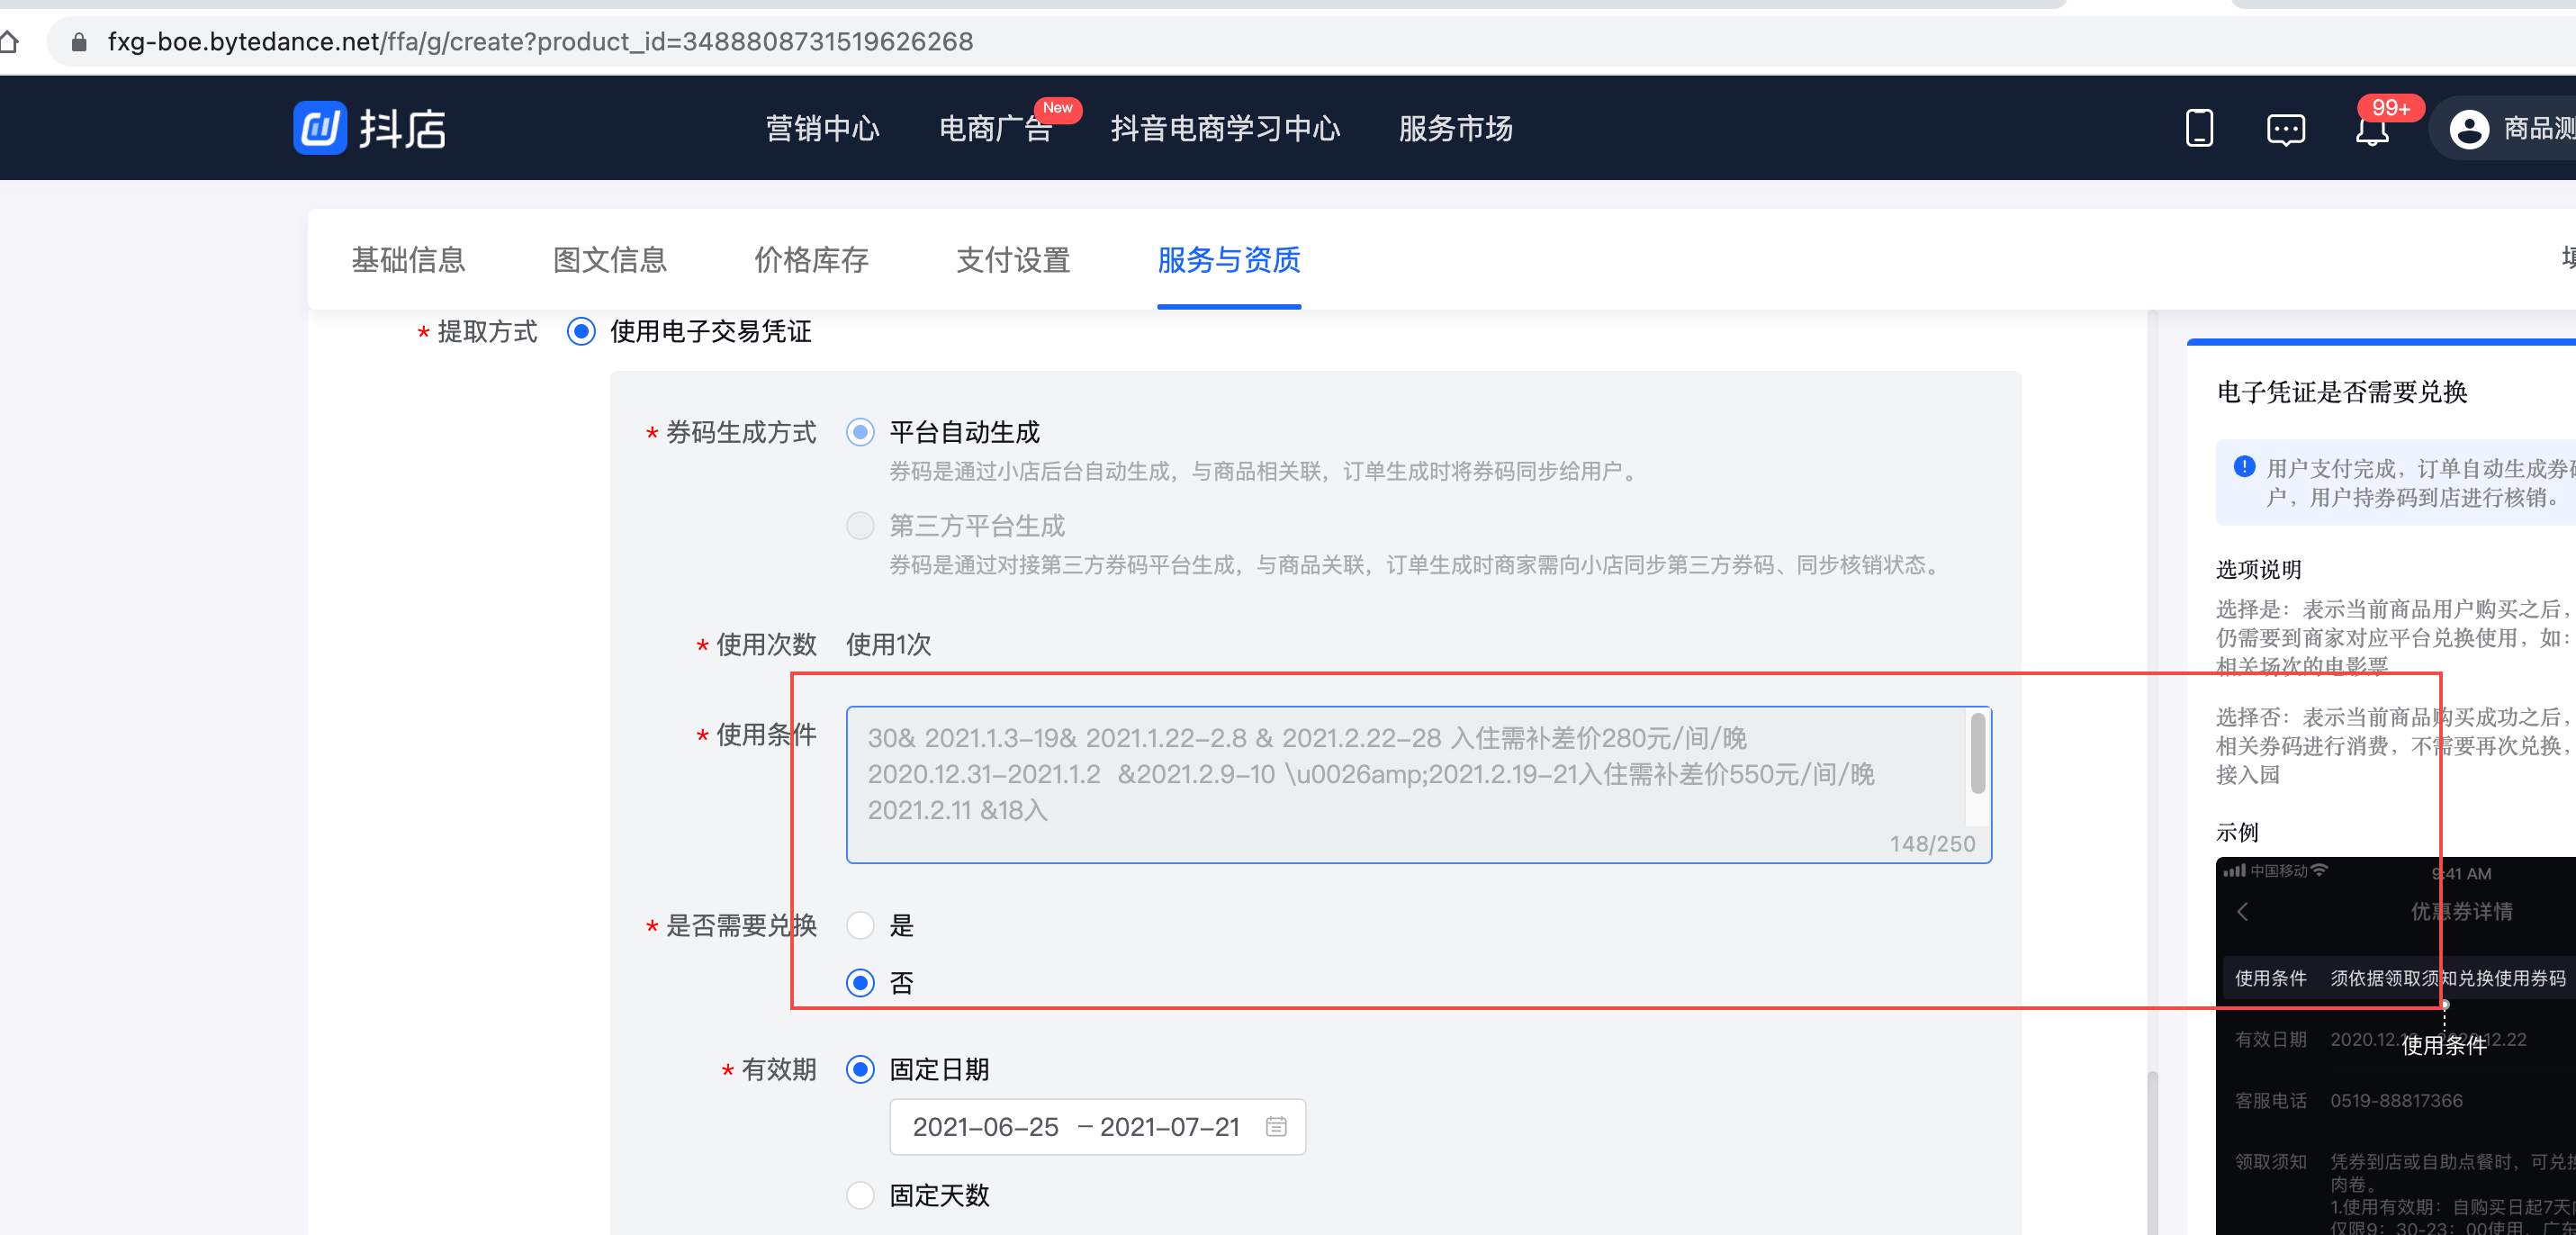 fxg-boe.bytedance.net/ffa/g/create?product_id=3488808731519626268
抖店
营销中心
电商广告
New
抖音电商学习中心
服务市场
99+
商品测
基础信息
图文信息
价格库存
支付设置
服务与资质
* 提取方式
使用电子交易凭证
* 券码生成方式
平台自动生成
券码是通过小店后台自动生成，与商品相关联，订单生成时将券码同步给用户。
第三方平台生成
券码是通过对接第三方券码平台生成，与商品关联，订单生成时商家需向小店同步第三方券码、同步核销状态。
* 使用次数
使用1次
* 使用条件
30& 2021.1.3-19& 2021.1.22-2.8 & 2021.2.22-28 入住需补差价280元/间/晚
2020.12.31-2021.1.2  &2021.2.9-10 \u0026amp;2021.2.19-21入住需补差价550元/间/晚
2021.2.11 &18入
148/250
* 是否需要兑换
是
否
* 有效期
固定日期
2021-06-25 – 2021-07-21
固定天数
电子凭证是否需要兑换
用户支付完成，订单自动生成券码
户，用户持券码到店进行核销。
选项说明
选择是：表示当前商品用户购买之后，
仍需要到商家对应平台兑换使用，如：
相关场次的电影票
选择否：表示当前商品购买成功之后，
相关券码进行消费，不需要再次兑换，
接入园
示例
中国移动
9:41 AM
优惠券详情
使用条件 须依据领取须知兑换使用券码
有效日期
使用条件
客服电话 0519-88817366
领取须知 凭券到店或自助点餐时，可兑换
肉卷。
1.使用有效期：自购买日起7天内
仅限9：30-23：00使用，广东